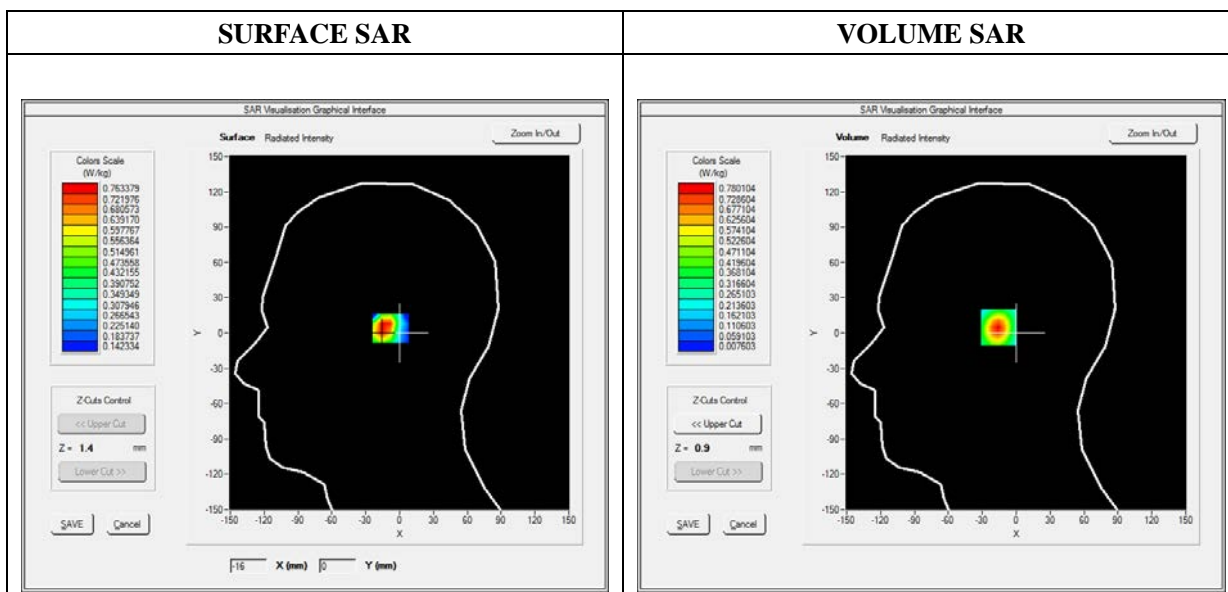 SURFACE SAR
VOLUME SAR
SAR Visualisation Graphical Interface
Surface Radiated Intensity
Zoom In/Out
Colors Scale
(W/kg)
0.763379
0.721976
0.680573
0.639170
0.597767
0.556364
0.514961
0.473558
0.432155
0.390752
0.349349
0.307946
0.266543
0.225140
0.183737
0.142334
Z-Cuts Control
<< Upper Cut
Z = 1.4 mm
Lower Cut >>
SAVE
Cancel
150
120
90
60
30
0
-30
-60
-90
-120
-150
Y
-150 -120 -90 -60 -30 0 30 60 90 120 150
X
-16 X (mm) 0 Y (mm)
SAR Visualisation Graphical Interface
Volume Radiated Intensity
Zoom In/Out
Colors Scale
(W/kg)
0.780104
0.728604
0.677104
0.625604
0.574104
0.522604
0.471104
0.419604
0.368104
0.316604
0.265103
0.213603
0.162103
0.110603
0.059103
0.007603
Z-Cuts Control
<< Upper Cut
Z = 0.9 mm
Lower Cut >>
SAVE
Cancel
150
120
90
60
30
0
-30
-60
-90
-120
-150
Y
-150 -120 -90 -60 -30 0 30 60 90 120 150
X